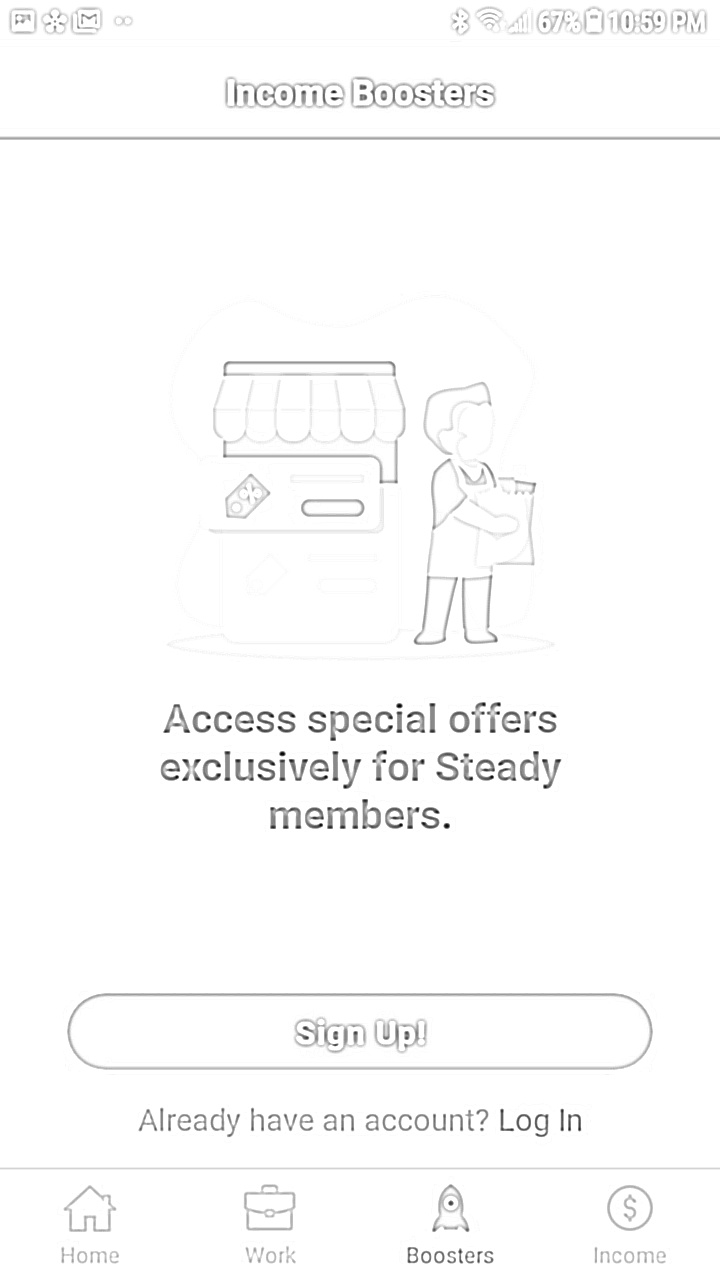 67% 10:59 PM
Income Boosters
Access special offers
exclusively for Steady
members.
Sign Up!
Already have an account? Log In
Home Work Boosters Income